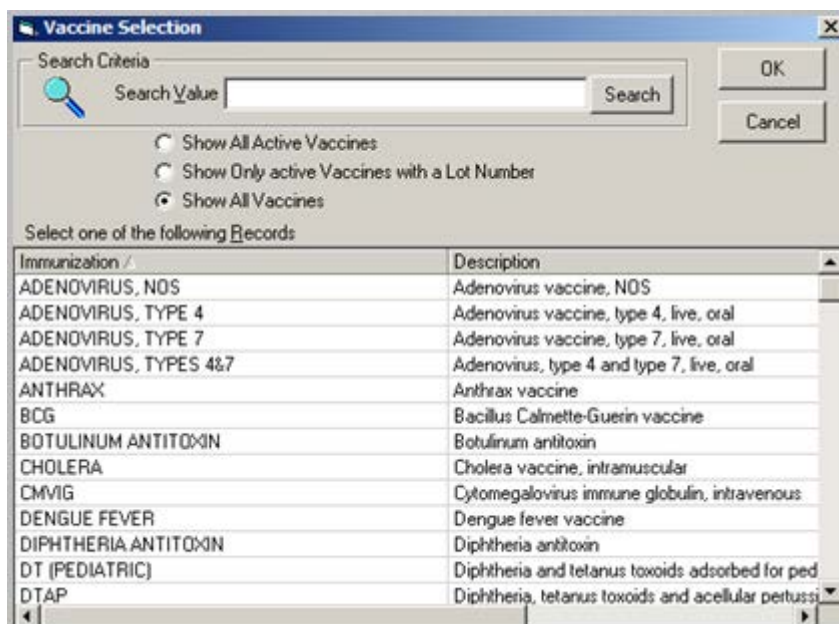 Vaccine Selection
Search Criteria
Search Value
Search
OK
Cancel
Show All Active Vaccines
Show Only active Vaccines with a Lot Number
Show All Vaccines
Select one of the following Records
Immunization Description
ADENOVIRUS, NOS Adenovirus vaccine, NOS
ADENOVIRUS, TYPE 4 Adenovirus vaccine, type 4, live, oral
ADENOVIRUS, TYPE 7 Adenovirus vaccine, type 7, live, oral
ADENOVIRUS, TYPES 4&7 Adenovirus, type 4 and type 7, live, oral
ANTHRAX Anthrax vaccine
BCG Bacillus Calmette-Guerin vaccine
BOTULINUM ANTITOXIN Botulinum antitoxin
CHOLERA Cholera vaccine, intramuscular
CMVIG Cytomegalovirus immune globulin, intravenous
DENGUE FEVER Dengue fever vaccine
DIPHTHERIA ANTITOXIN Diphtheria antitoxin
DT (PEDIATRIC) Diphtheria and tetanus toxoids adsorbed for ped
DTAP Diphtheria, tetanus toxoids and acellular pertussi